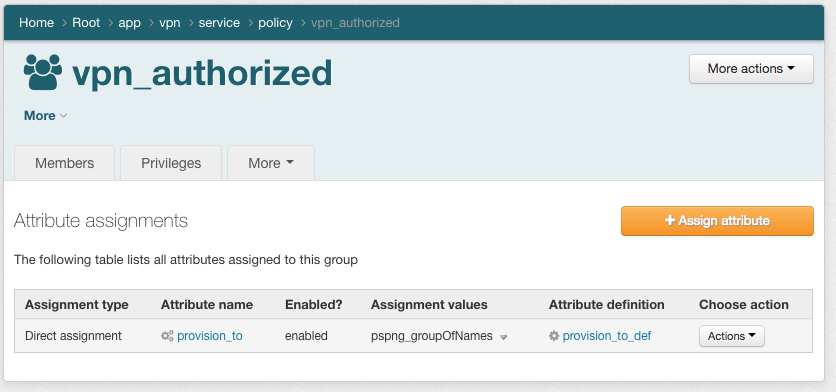 Home > Root > app > vpn > service > policy > vpn_authorized
vpn_authorized
More actions
More
Members Privileges More
Attribute assignments
+ Assign attribute
The following table lists all attributes assigned to this group
Assignment type Attribute name Enabled? Assignment values Attribute definition Choose action
Direct assignment provision_to enabled pspng_groupOfNames provision_to_def Actions